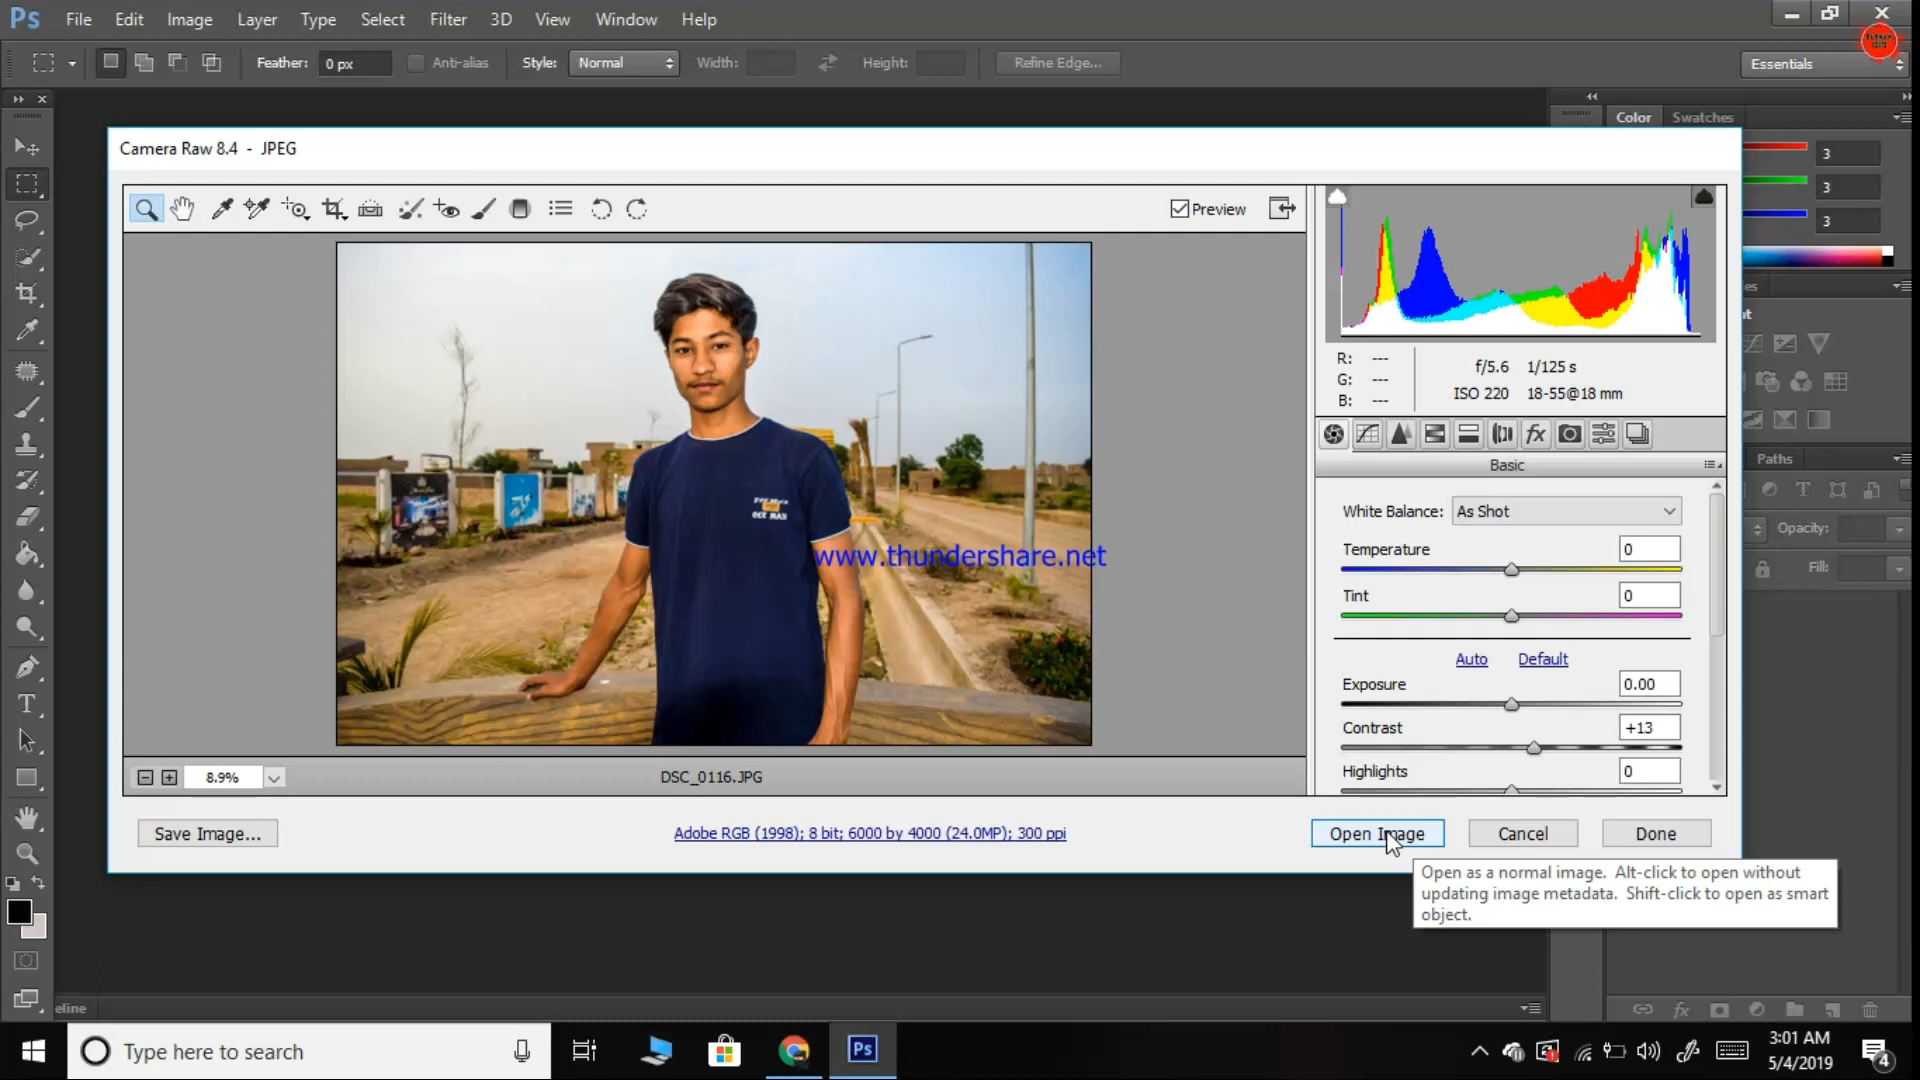 Ps File Edit Image Layer Type Select Filter 3D View Window Help
Feather: 0 px Anti-alias Style: Normal Width: Height: Refine Edge... Essentials
Color Swatches
Camera Raw 8.4 - JPEG
3
3
3
Preview
R: ---
G: ---
B: ---
f/5.6 1/125 s
ISO 220 18-55@18 mm
Basic
Paths
White Balance: As Shot
Opacity:
Temperature 0
Fill:
Tint 0
Auto Default
Exposure 0.00
Contrast +13
Highlights 0
www.thundershare.net
8.9% DSC_0116.JPG
Save Image... Adobe RGB (1998); 8 bit; 6000 by 4000 (24.0MP); 300 ppi Open Image Cancel Done
Open as a normal image. Alt-click to open without
updating image metadata. Shift-click to open as smart
object.
eline
Type here to search
Ps
3:01 AM
5/4/2019
4